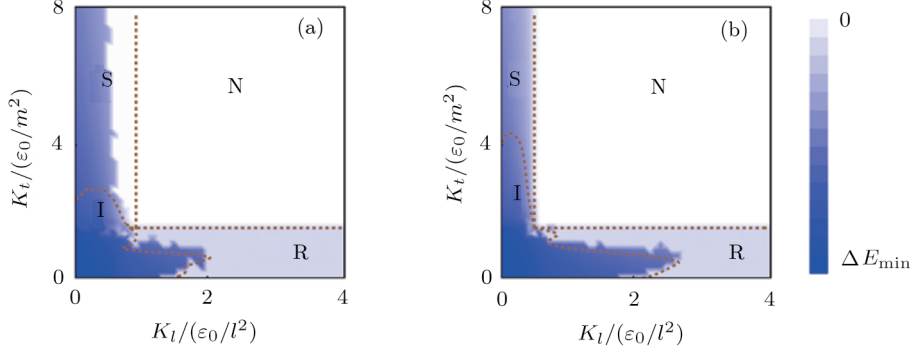 8
(a)
S
N
4
I
R
0
0
2
4
K_t/(ε_0/m^2)
K_l/(ε_0/l^2)
8
(b)
S
N
4
I
R
0
0
2
4
K_t/(ε_0/m^2)
K_l/(ε_0/l^2)
0
ΔE_min